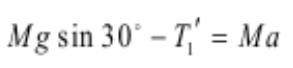 Mg sin 30° − T₁′ = Ma